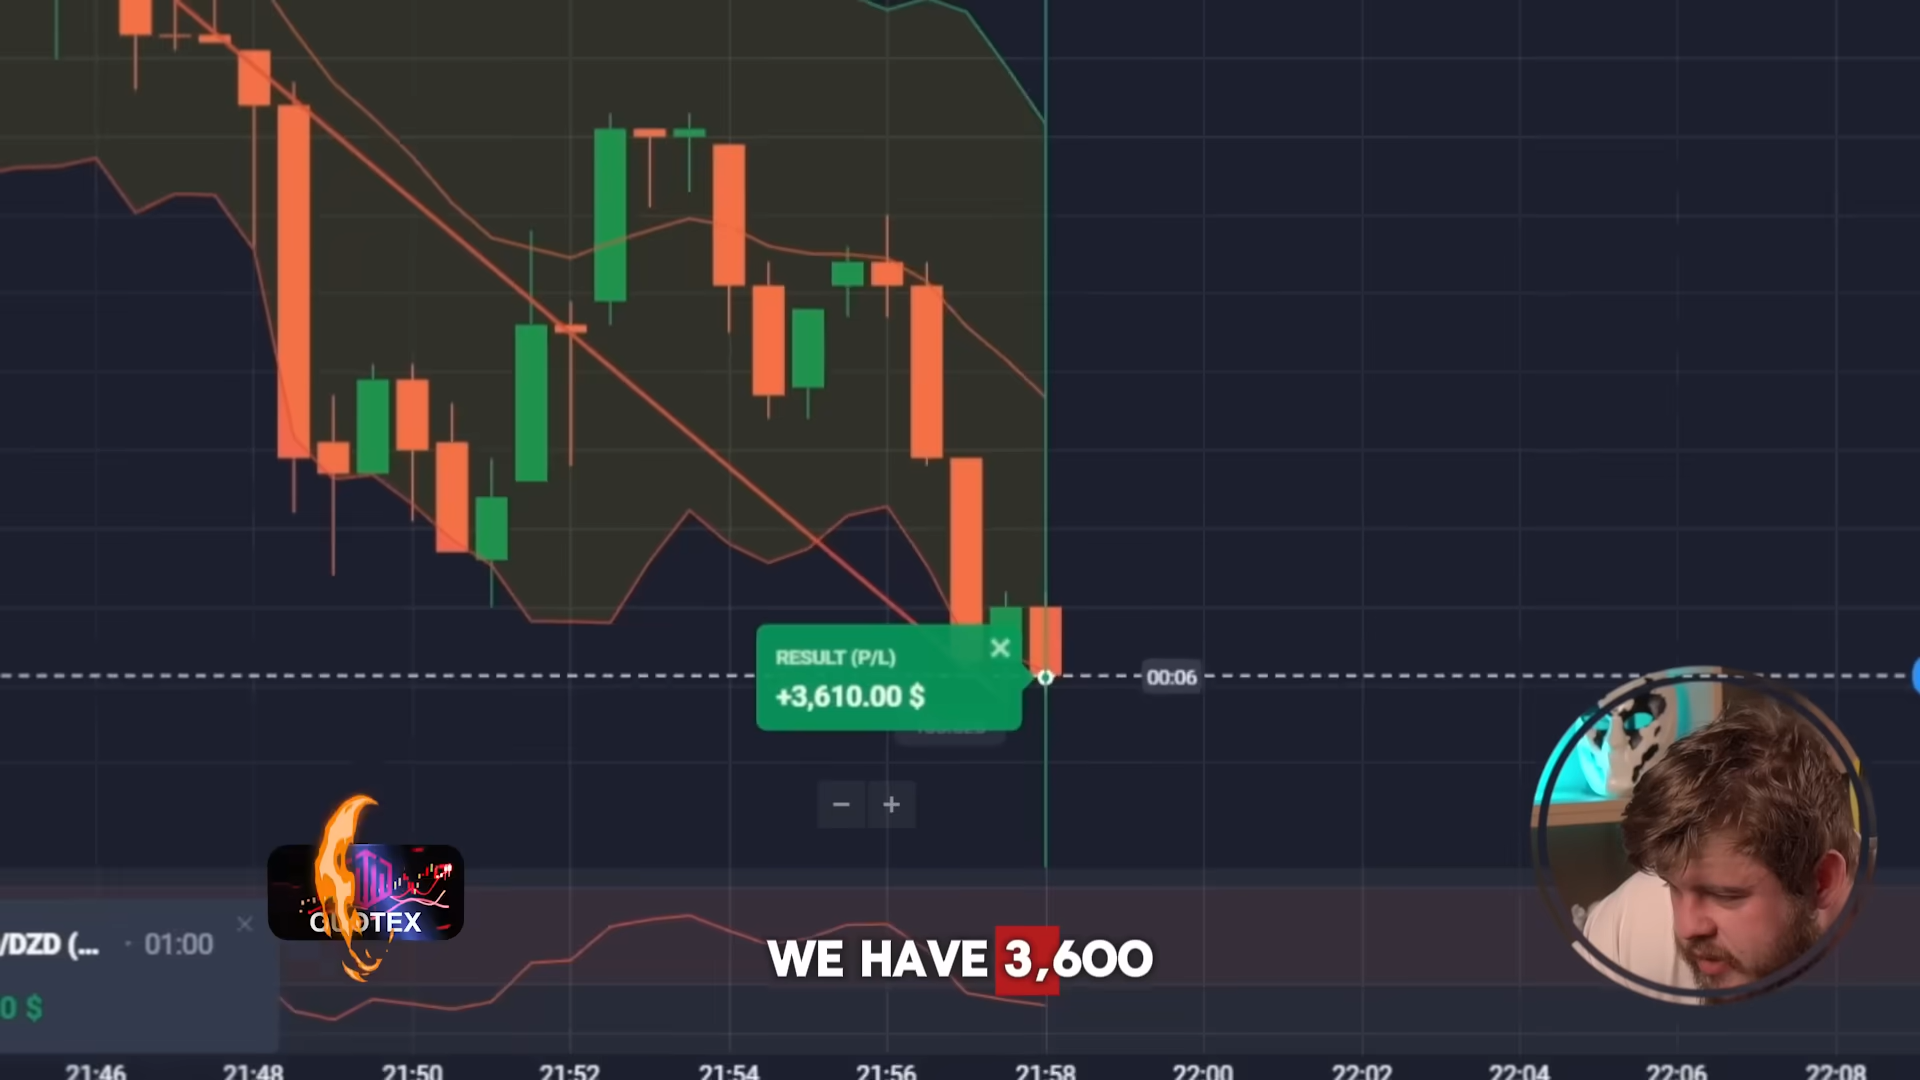 RESULT (P/L)
+3,610.00 $
00:06
QUOTEX
/DZD (... · 01:00
0 $
WE HAVE 3,600
21:46 21:48 21:50 21:52 21:54 21:56 21:58 22:00 22:02 22:04 22:06 22:08